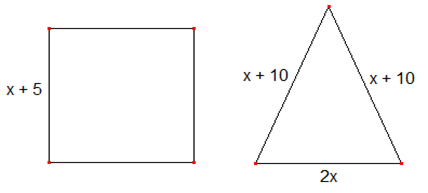 x + 5
x + 10
x + 10
2x